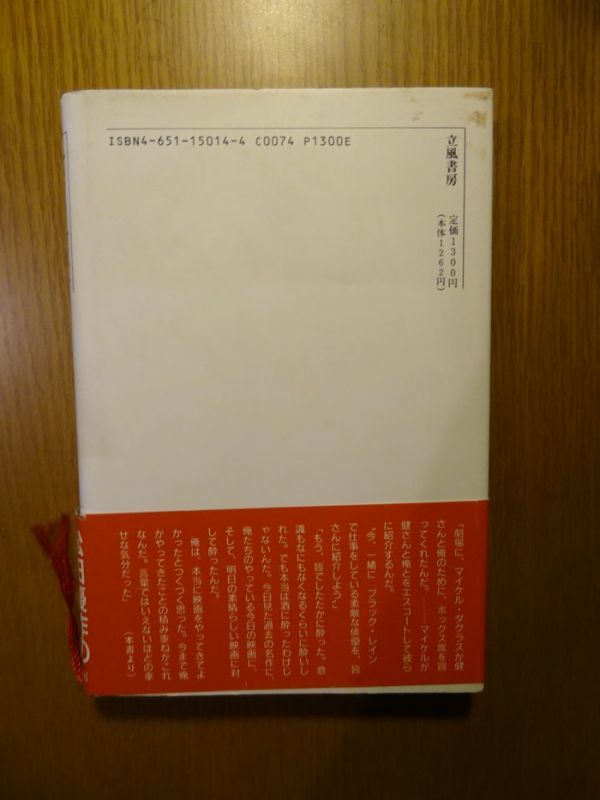 ISBN4-651-15014-4 C0074 P1300E
立風書房
定価1300円
(本体1262円)
「劇場に、マイケル・ダグラスが健
さんと俺のために、ボックス席を買
ってくれたんだ。……マイケルが
健さんと俺とをエスコートして彼ら
に紹介するんだ。
"今、一緒に ブラック・レイン
で仕事をしている素敵な俳優を、皆
さんに紹介しよう"
「もう、皆でしたたかに酔った。意
識もなにもなくなるくらいに酔いし
れた。でも本当は酒に酔ったわけじ
ゃないんだ。今日見た過去の名作に、
俺たちのやっている今日の映画に、
そして、明日の素晴らしい映画に対
して酔ったんだ。
俺は、本当に映画をやってきてよ
かったとつくづく思った。今まで俺
がやってきたことの積み重ねがこれ
なんだ。言葉ではいえないほどの幸
せな気分だった」
(本書より)